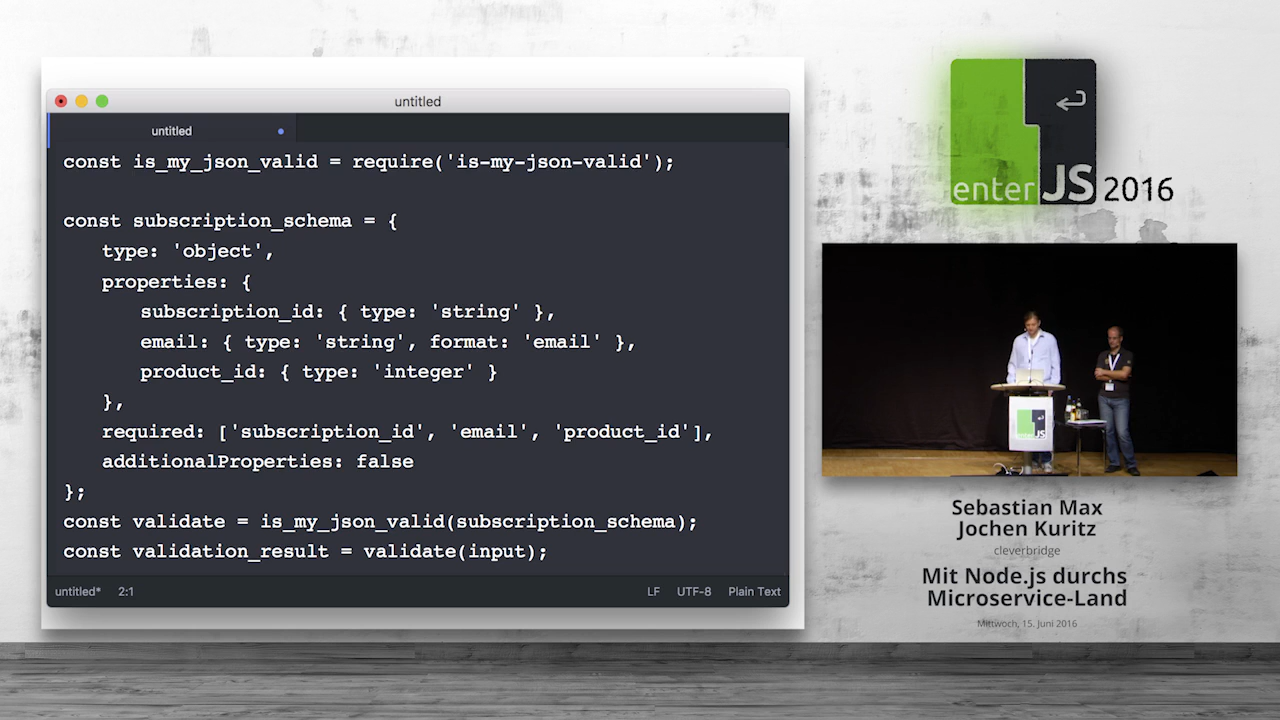 untitled
untitled
const is_my_json_valid = require('is-my-json-valid');
const subscription_schema = {
type: 'object',
properties: {
subscription_id: { type: 'string' },
email: { type: 'string', format: 'email' },
product_id: { type: 'integer' }
},
required: ['subscription_id', 'email', 'product_id'],
additionalProperties: false
};
const validate = is_my_json_valid(subscription_schema);
const validation_result = validate(input);
untitled* 2:1 LF UTF-8 Plain Text
enterJS 2016
enterJS
Sebastian Max
Jochen Kuritz
cleverbridge
Mit Node.js durchs
Microservice-Land
Mittwoch, 15. Juni 2016